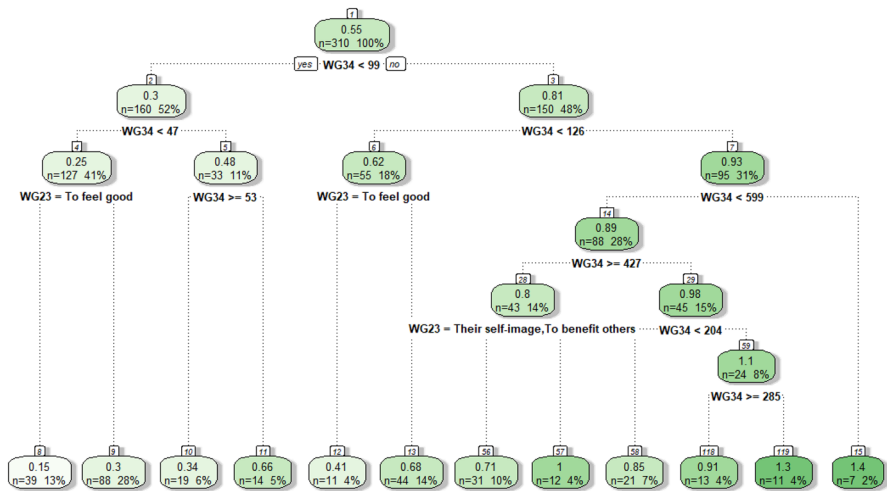 1
0.55
n=310 100%
yes WG34 < 99 no
2
0.3
n=160 52%
3
0.81
n=150 48%
WG34 < 47
WG34 < 126
4
0.25
n=127 41%
5
0.48
n=33 11%
6
0.62
n=55 18%
7
0.93
n=95 31%
WG23 = To feel good
WG34 >= 53
WG23 = To feel good
WG34 < 599
14
0.89
n=88 28%
WG34 >= 427
28
0.8
n=43 14%
29
0.98
n=45 15%
WG23 = Their self-image,To benefit others
WG34 < 204
59
1.1
n=24 8%
WG34 >= 285
8
0.15
n=39 13%
9
0.3
n=88 28%
10
0.34
n=19 6%
11
0.66
n=14 5%
12
0.41
n=11 4%
13
0.68
n=44 14%
56
0.71
n=31 10%
57
1
n=12 4%
58
0.85
n=21 7%
118
0.91
n=13 4%
119
1.3
n=11 4%
15
1.4
n=7 2%